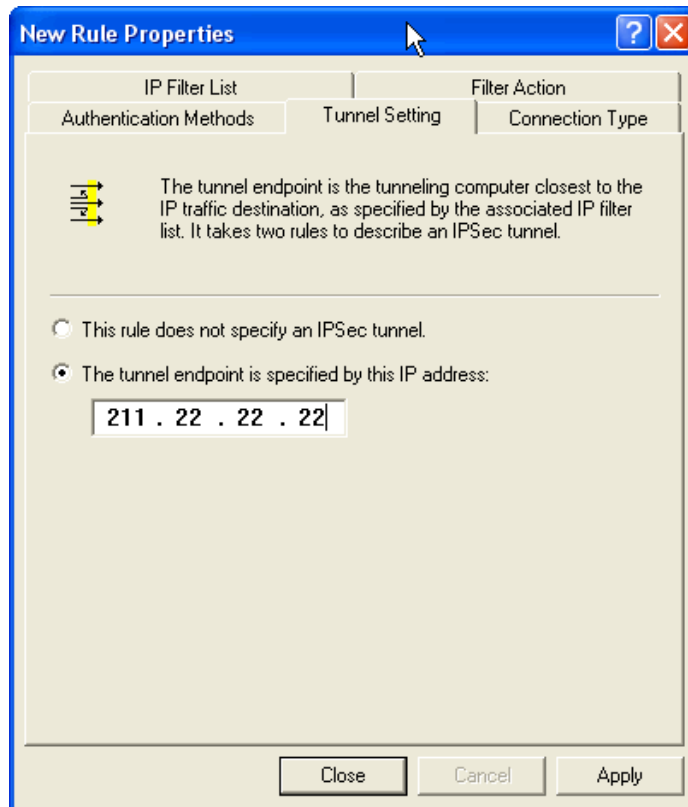 New Rule Properties
IP Filter List
Filter Action
Authentication Methods
Tunnel Setting
Connection Type
The tunnel endpoint is the tunneling computer closest to the
IP traffic destination, as specified by the associated IP filter
list. It takes two rules to describe an IPSec tunnel.
This rule does not specify an IPSec tunnel.
The tunnel endpoint is specified by this IP address:
211 . 22 . 22 . 22
Close
Cancel
Apply